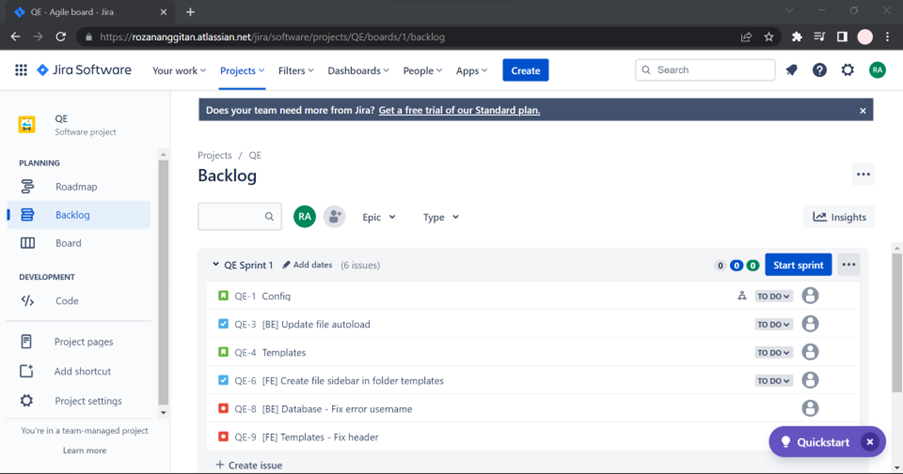 QE - Agile board - Jira
https://rozananggitan.atlassian.net/jira/software/projects/QE/boards/1/backlog
Jira Software Your work Projects Filters Dashboards People Apps Create Search RA
Does your team need more from Jira? Get a free trial of our Standard plan.
QE
Software project
PLANNING
Roadmap
Backlog
Board
DEVELOPMENT
Code
Project pages
Add shortcut
Project settings
You're in a team-managed project
Learn more
Projects / QE
Backlog
RA Epic Type Insights
QE Sprint 1 Add dates (6 issues) 0 0 0 Start sprint
QE-1 Config TO DO
QE-3 [BE] Update file autoload TO DO
QE-4 Templates TO DO
QE-6 [FE] Create file sidebar in folder templates TO DO
QE-8 [BE] Database - Fix error username
QE-9 [FE] Templates - Fix header
+ Create issue
Quickstart